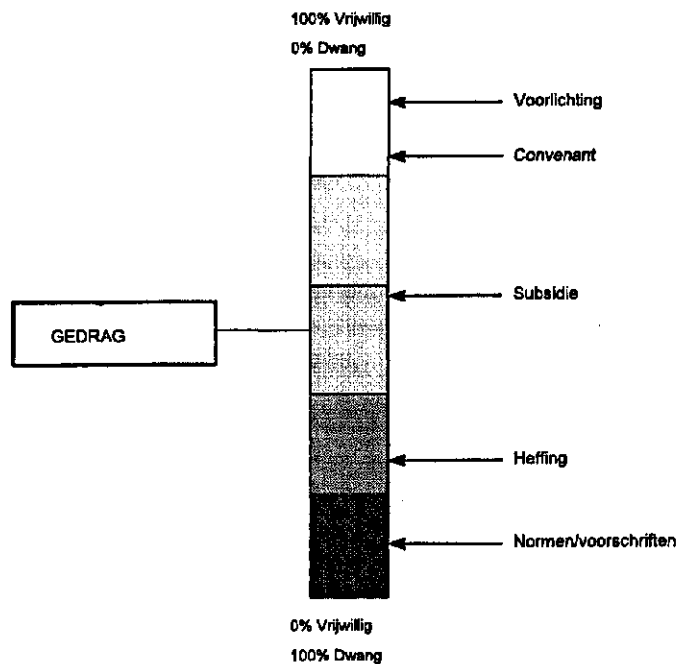 100% Vrijwillig
0% Dwang
Voorlichting
Convenant
Subsidie
GEDRAG
Heffing
Normen/voorschriften
0% Vrijwillig
100% Dwang